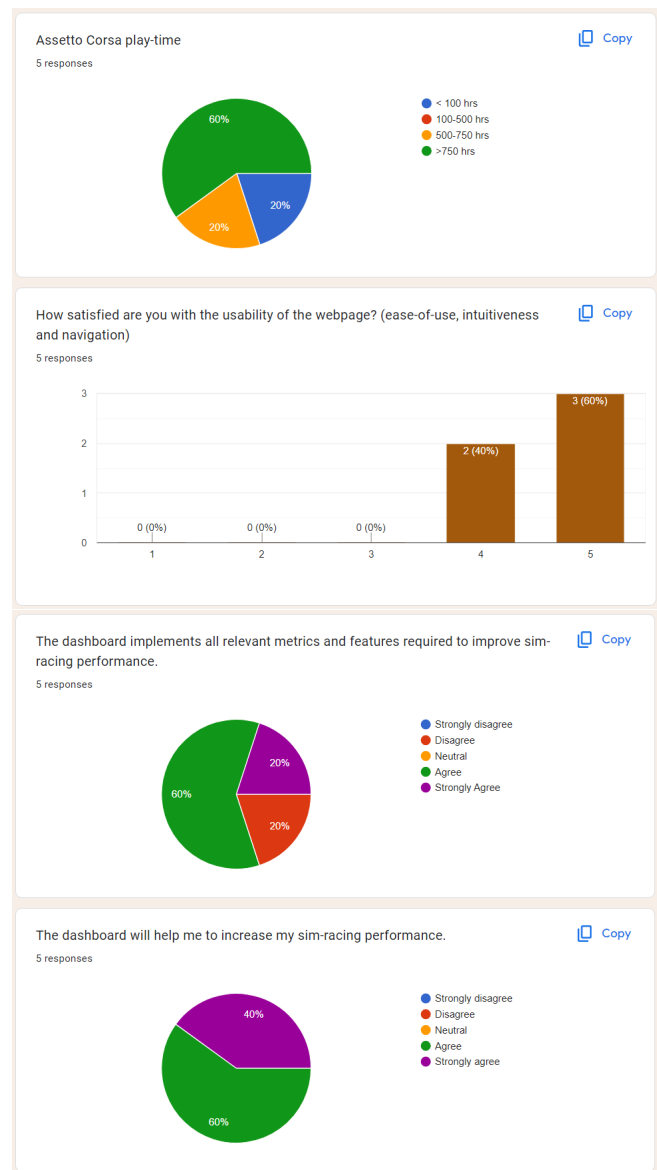 Assetto Corsa play-time
Copy
5 responses
60%
20%
20%
< 100 hrs
100-500 hrs
500-750 hrs
>750 hrs
How satisfied are you with the usability of the webpage? (ease-of-use, intuitiveness
and navigation)
Copy
5 responses
3
2
1
0
0 (0%)
0 (0%)
0 (0%)
2 (40%)
3 (60%)
1
2
3
4
5
The dashboard implements all relevant metrics and features required to improve sim-
racing performance.
Copy
5 responses
20%
60%
20%
Strongly disagree
Disagree
Neutral
Agree
Strongly Agree
The dashboard will help me to increase my sim-racing performance.
Copy
5 responses
40%
60%
Strongly disagree
Disagree
Neutral
Agree
Strongly agree